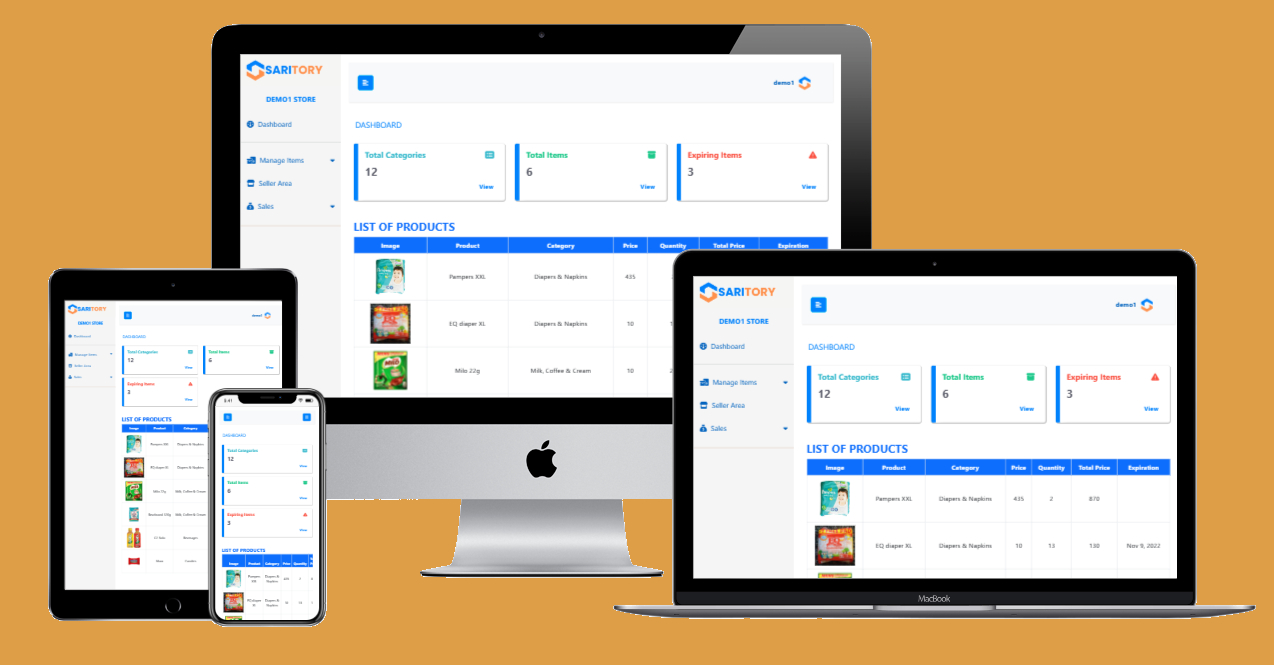 SARITORY
demo1
DEMO1 STORE
Dashboard
DASHBOARD
Manage Items
Seller Area
Sales
Total Categories
12
View
Total Items
6
View
Expiring Items
3
View
LIST OF PRODUCTS
Image Product Category Price Quantity Total Price Expiration
Pampers XXL Diapers & Napkins 435
EQ diaper XL Diapers & Napkins 10
Milo 22g Milk, Coffee & Cream 10
SARITORY
demo1
DEMO1 STORE
Dashboard
DASHBOARD
Manage Items
Seller Area
Sales
Total Categories
12
View
Total Items
6
View
Expiring Items
3
View
LIST OF PRODUCTS
Image Product Category
Pampers XXL Diapers & Napkins
EQ diaper XL Diapers & Napkins
Milo 22g Milk, Coffee & Cream
Milk, Coffee & Cream
Beverages
Candies
3:41
DASHBOARD
Total Categories
12
View
Total Items
6
View
Expiring Items
3
View
LIST OF PRODUCTS
Image Product Category Price Quantity
Pampers XXL Diapers & Napkins 435 2
EQ diaper XL Diapers & Napkins 10 13
SARITORY
demo1
DEMO1 STORE
Dashboard
DASHBOARD
Manage Items
Seller Area
Sales
Total Categories
12
View
Total Items
6
View
Expiring Items
3
View
LIST OF PRODUCTS
Image Product Category Price Quantity Total Price Expiration
Pampers XXL Diapers & Napkins 435 2 870
EQ diaper XL Diapers & Napkins 10 13 130 Nov 9, 2022
MacBook